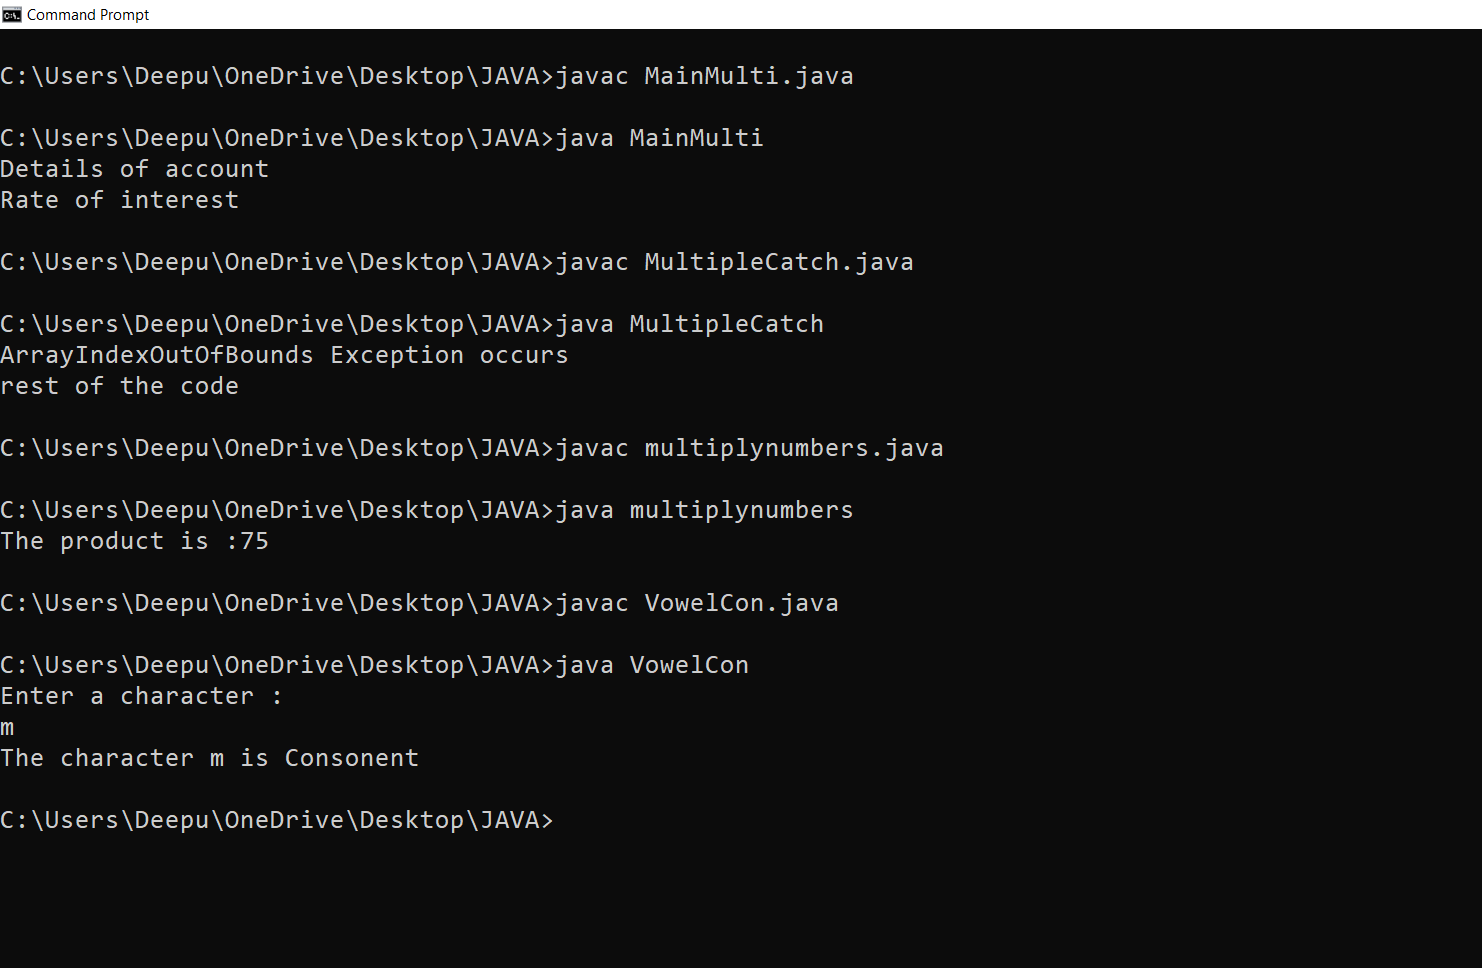 Command Prompt
C:\Users\Deepu\OneDrive\Desktop\JAVA>javac MainMulti.java
C:\Users\Deepu\OneDrive\Desktop\JAVA>java MainMulti
Details of account
Rate of interest
C:\Users\Deepu\OneDrive\Desktop\JAVA>javac MultipleCatch.java
C:\Users\Deepu\OneDrive\Desktop\JAVA>java MultipleCatch
ArrayIndexOutOfBounds Exception occurs
rest of the code
C:\Users\Deepu\OneDrive\Desktop\JAVA>javac multiplynumbers.java
C:\Users\Deepu\OneDrive\Desktop\JAVA>java multiplynumbers
The product is :75
C:\Users\Deepu\OneDrive\Desktop\JAVA>javac VowelCon.java
C:\Users\Deepu\OneDrive\Desktop\JAVA>java VowelCon
Enter a character :
m
The character m is Consonent
C:\Users\Deepu\OneDrive\Desktop\JAVA>